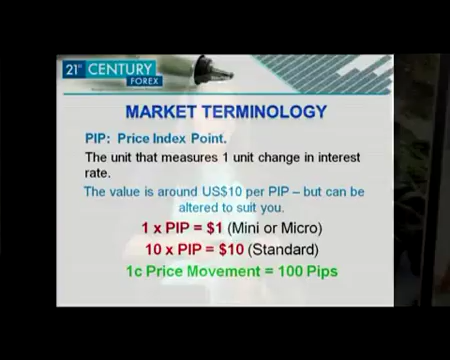 21st CENTURY
FOREX
MARKET TERMINOLOGY
PIP: Price Index Point.
The unit that measures 1 unit change in interest
rate.
The value is around US$10 per PIP – but can be
altered to suit you.
1 x PIP = $1 (Mini or Micro)
10 x PIP = $10 (Standard)
1c Price Movement = 100 Pips